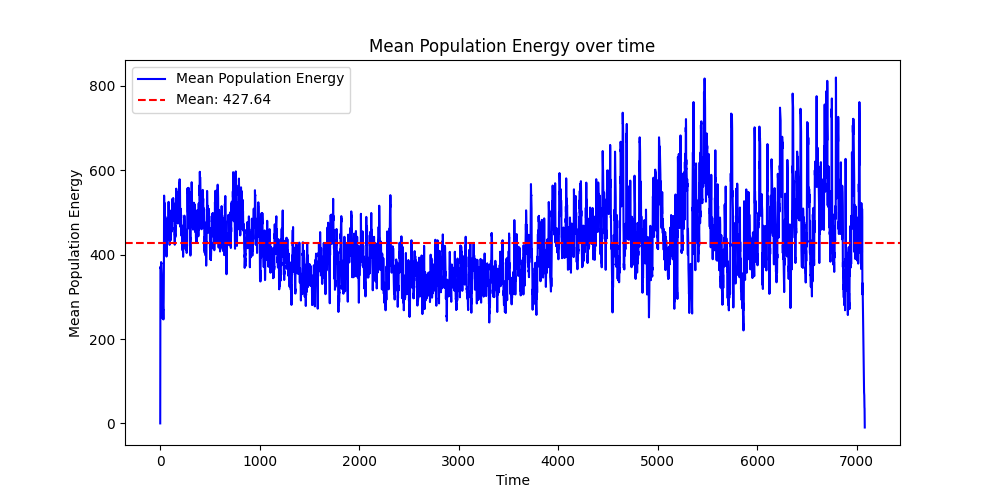 Mean Population Energy over time
Mean Population Energy
Mean: 427.64
Mean Population Energy
800
600
400
200
0
0 1000 2000 3000 4000 5000 6000 7000
Time